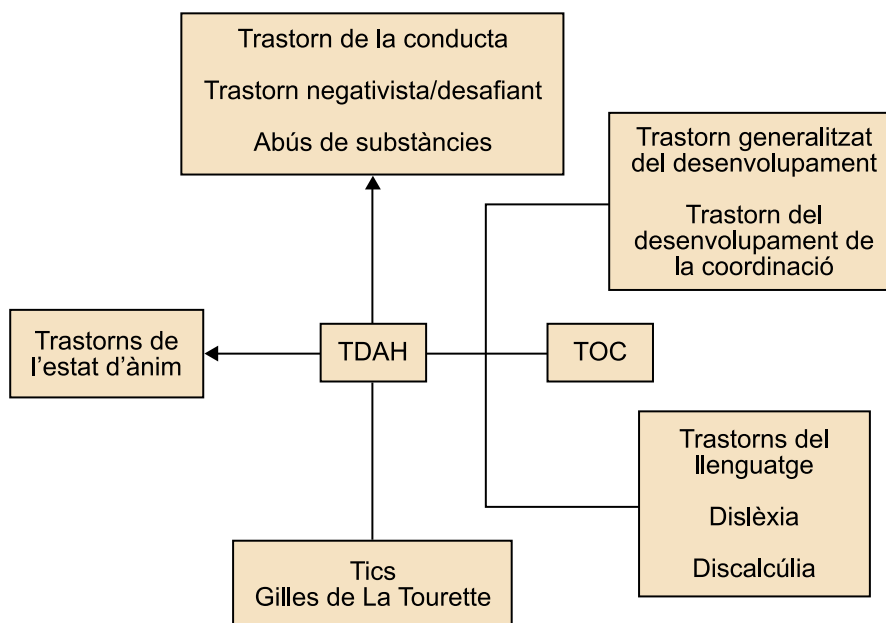 Trastorn de la conducta
Trastorn negativista/desafiant
Abús de substàncies
Trastorn generalitzat
del desenvolupament
Trastorn del
desenvolupament de
la coordinació
Trastorns de
l’estat d’ànim
TDAH
TOC
Trastorns del
llenguatge
Dislèxia
Discalcúlia
Tics
Gilles de La Tourette